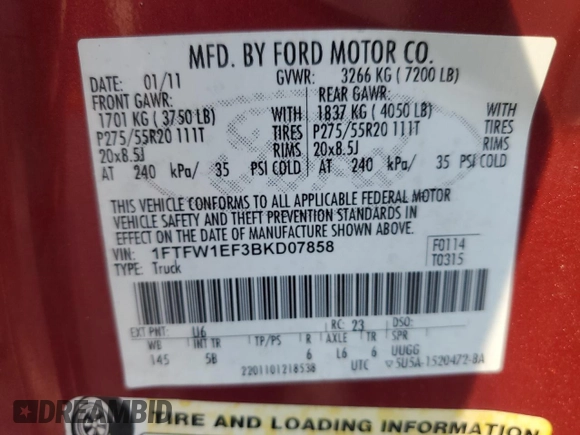 MFD. BY FORD MOTOR CO.
DATE: 01/11 GVWR: 3266 KG ( 7200 LB)
FRONT GAWR: REAR GAWR:
1701 KG ( 3750 LB) WITH 1837 KG ( 4050 LB) WITH
P275/55R20 111T TIRES P275/55R20 111T TIRES
20x8.5J RIMS 20x8.5J RIMS
AT 240 kPa/ 35 PSI COLD AT 240 kPa/ 35 PSI COLD
THIS VEHICLE CONFORMS TO ALL APPLICABLE FEDERAL MOTOR
VEHICLE SAFETY AND THEFT PREVENTION STANDARDS IN
EFFECT ON THE DATE OF MANUFACTURE SHOWN ABOVE.
VIN: 1FTFW1EF3BKD07858 F0114
TYPE: Truck T0315
EXT PNT: U6 RC: 23 DSO:
WB INT TR TP/PS R AXLE TR SPR
145 5B 6 L6 6 UUGG
2201101218538 UTC 5U5A-1520472-BA
TIRE AND LOADING INFORMATION
DREAMBID